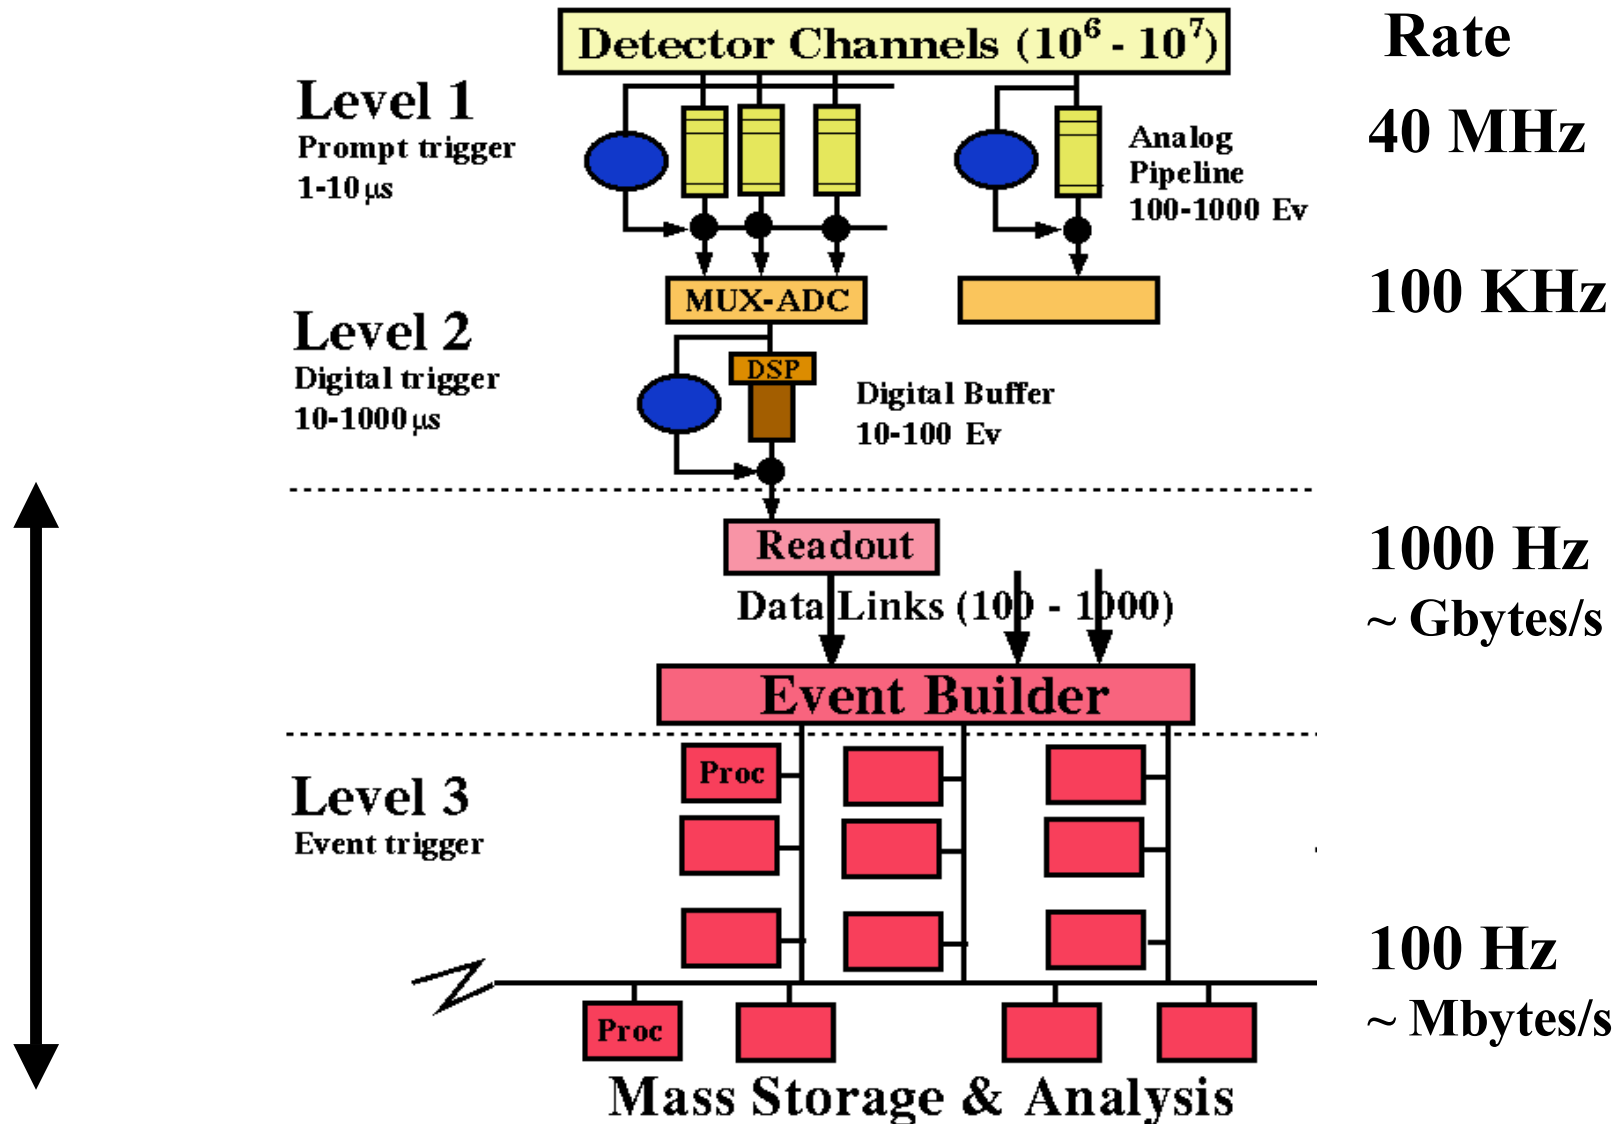 Detector Channels (10⁶ - 10⁷)
Rate
Level 1
Prompt trigger
1-10 µs
Analog
Pipeline
100-1000 Ev
40 MHz
MUX-ADC
100 KHz
Level 2
Digital trigger
10-1000 µs
DSP
Digital Buffer
10-100 Ev
Readout
1000 Hz
~ Gbytes/s
Data Links (100 - 1000)
Event Builder
Level 3
Event trigger
Proc
100 Hz
~ Mbytes/s
Proc
Mass Storage & Analysis